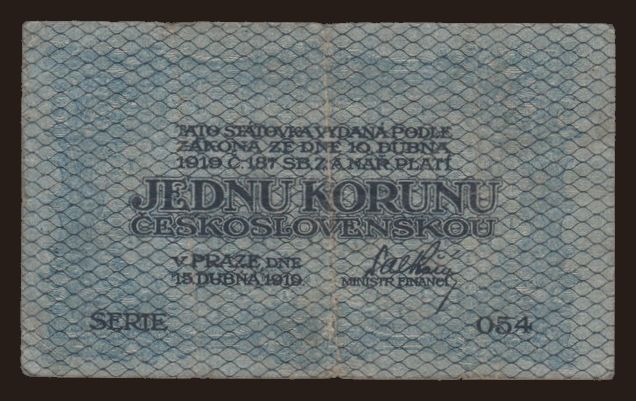 TATO STÁTOVKA VYDANÁ PODLE
ZÁKONA ZE DNE 10. DUBNA
1919 Č. 187 SB. Z. A NAŘ. PLATÍ
JEDNU KORUNU
ČESKOSLOVENSKOU
V PRAZE DNE
15. DUBNA 1919.
MINISTR FINANCÍ
SERIE 054